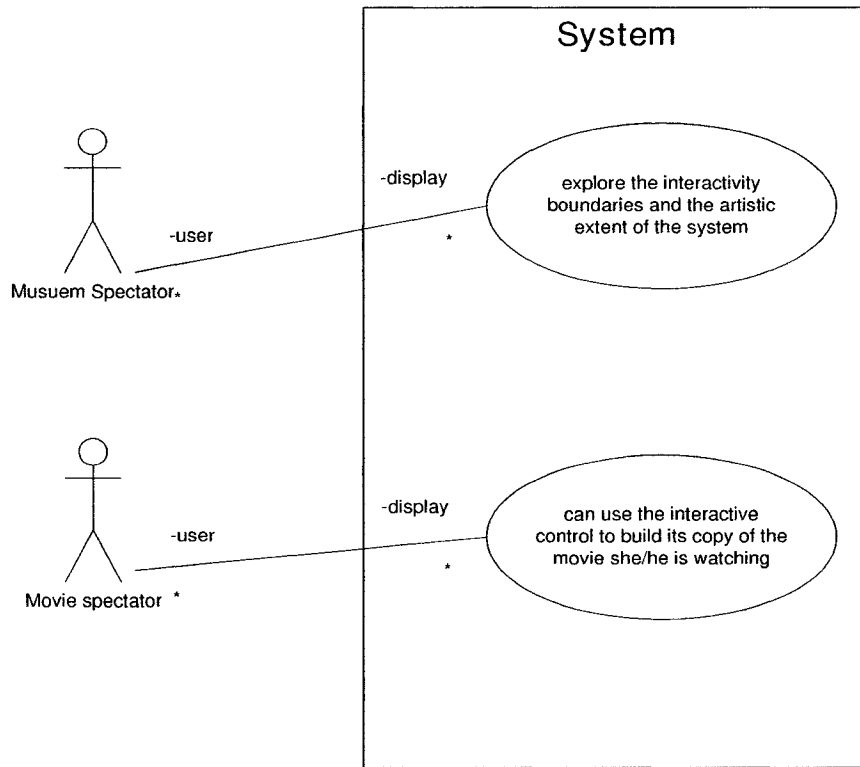 System
-display
explore the interactivity
boundaries and the artistic
extent of the system
-user
*
Musuem Spectator*
-display
can use the interactive
control to build its copy of the
movie she/he is watching
-user
*
Movie spectator *